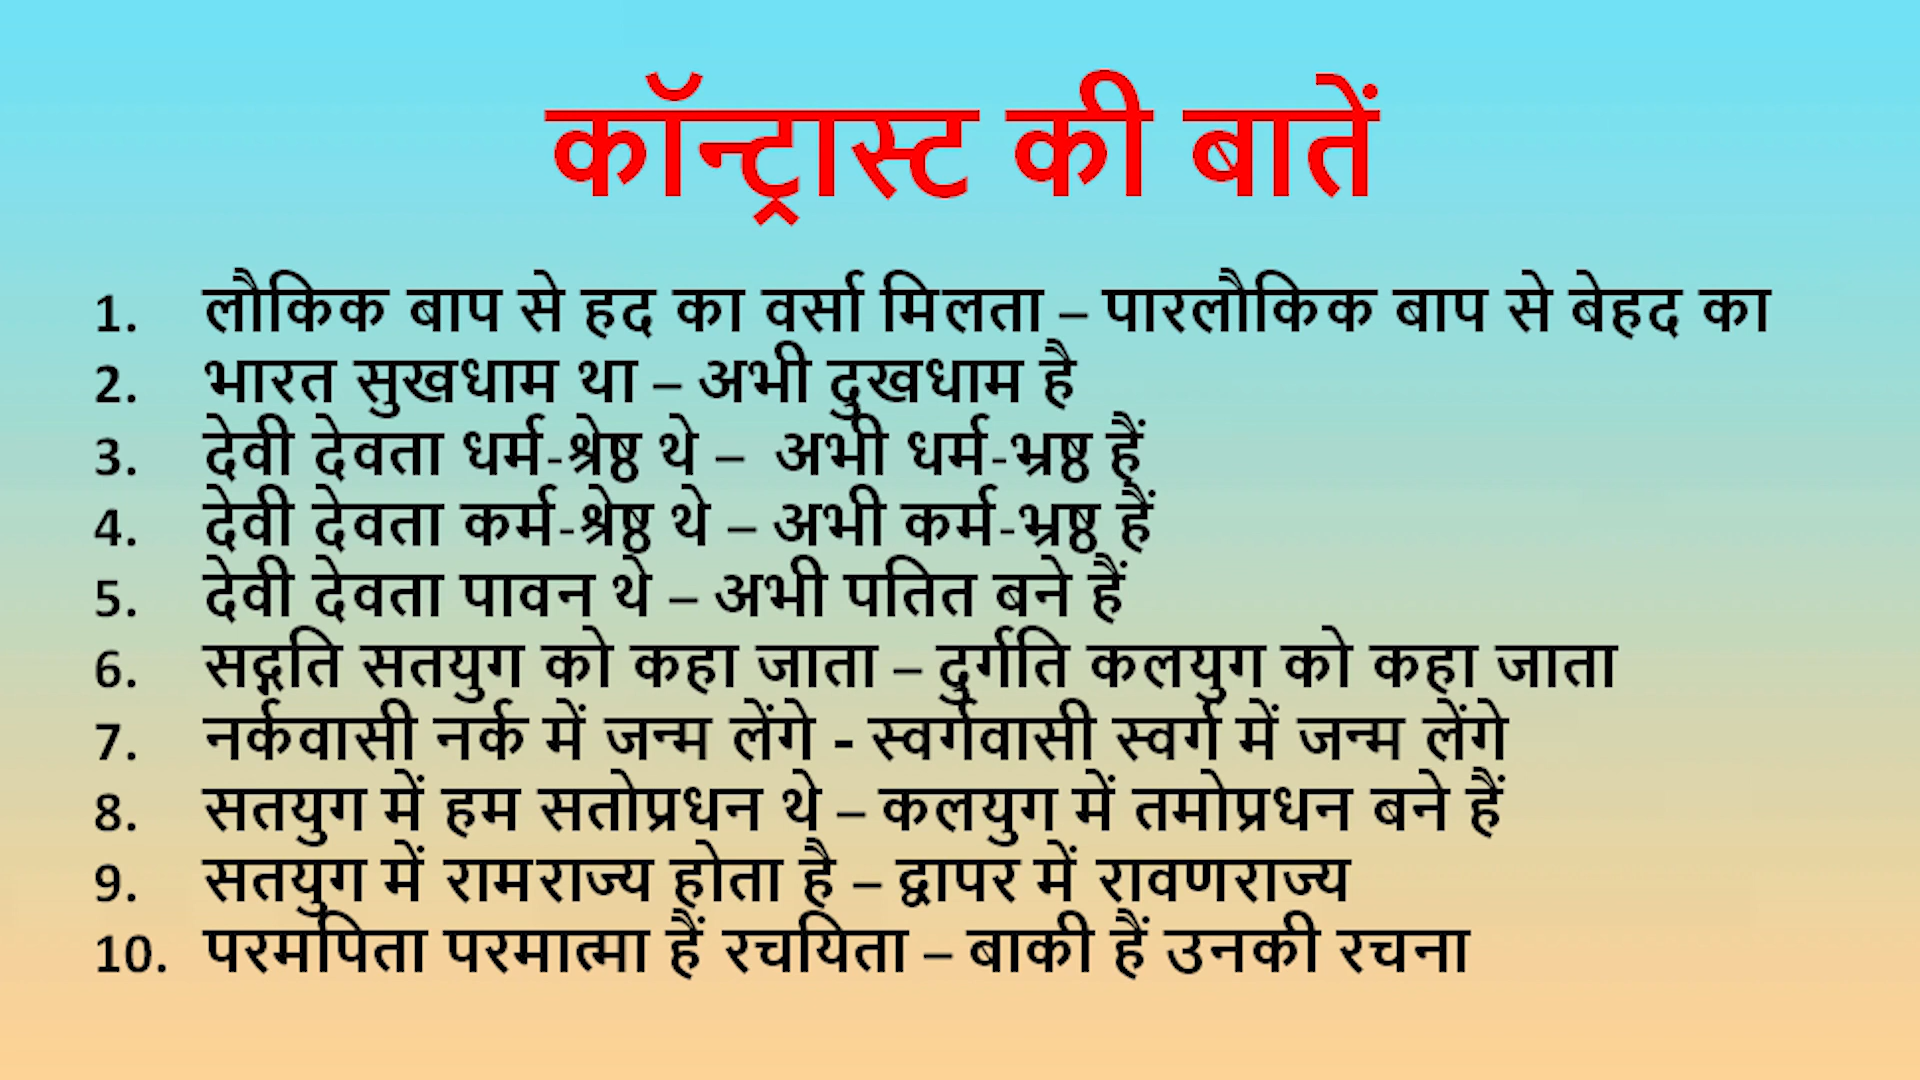 कॉन्ट्रास्ट की बातें
1. लौकिक बाप से हद का वर्सा मिलता – पारलौकिक बाप से बेहद का
2. भारत सुखधाम था – अभी दुखधाम है
3. देवी देवता धर्म-श्रेष्ठ थे – अभी धर्म-भ्रष्ठ हैं
4. देवी देवता कर्म-श्रेष्ठ थे – अभी कर्म-भ्रष्ठ हैं
5. देवी देवता पावन थे – अभी पतित बने हैं
6. सद्गति सतयुग को कहा जाता – दुर्गति कलयुग को कहा जाता
7. नर्कवासी नर्क में जन्म लेंगे - स्वर्गवासी स्वर्ग में जन्म लेंगे
8. सतयुग में हम सतोप्रधन थे – कलयुग में तमोप्रधन बने हैं
9. सतयुग में रामराज्य होता है – द्वापर में रावणराज्य
10. परमपिता परमात्मा हैं रचयिता – बाकी हैं उनकी रचना